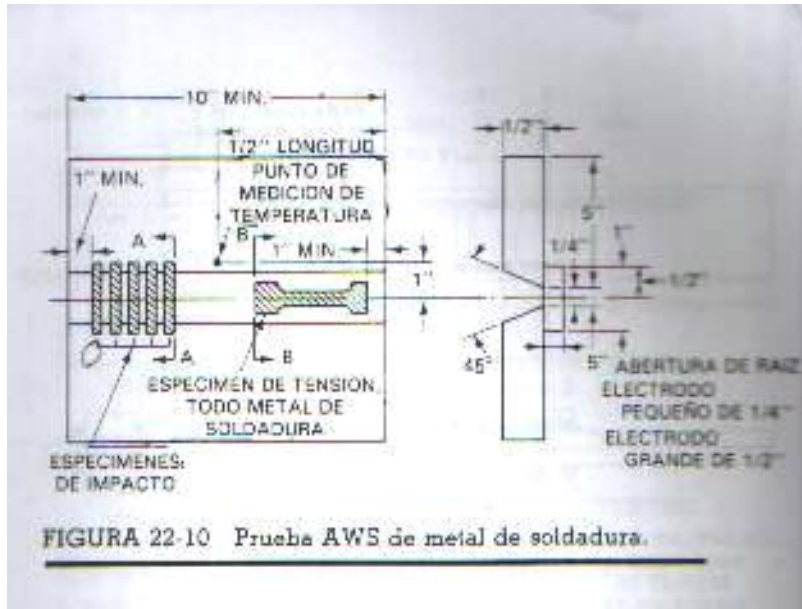 10" MIN.
1/2" LONGITUD
PUNTO DE
MEDICION DE
TEMPERATURA
1" MIN.
A
B
1" MIN.
1"
A
B
ESPECIMEN DE TENSION,
TODO METAL DE
SOLDADURA
ESPECIMENES
DE IMPACTO
1/2"
5"
1/4"
1"
1/2"
45°
5"
ABERTURA DE RAIZ
ELECTRODO
PEQUEÑO DE 1/4"
ELECTRODO
GRANDE DE 1/2"
FIGURA 22-10 Prueba AWS de metal de soldadura.